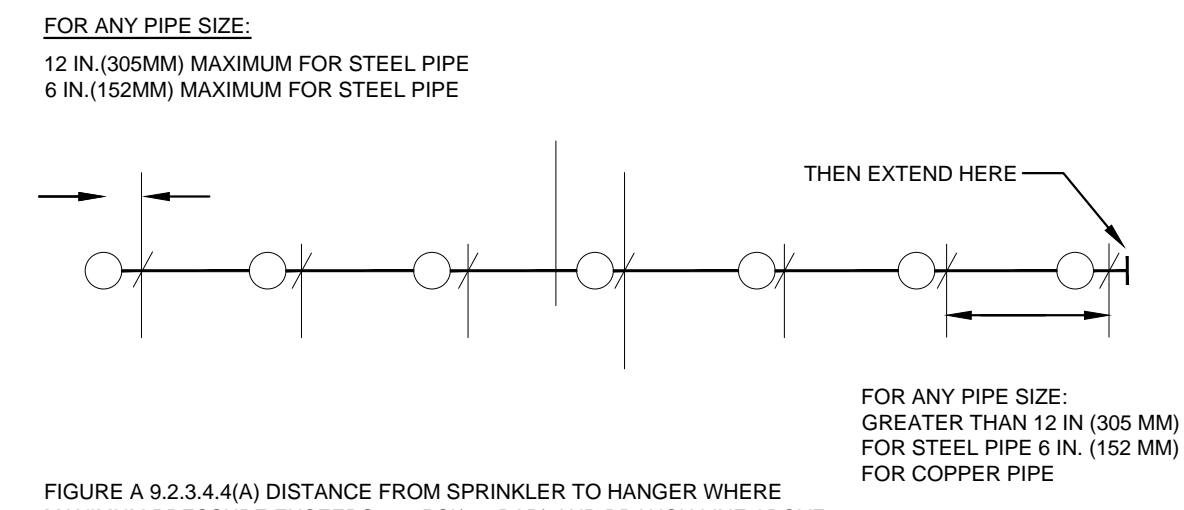 FOR ANY PIPE SIZE:
12 IN.(305MM) MAXIMUM FOR STEEL PIPE
6 IN.(152MM) MAXIMUM FOR STEEL PIPE
THEN EXTEND HERE
FOR ANY PIPE SIZE:
GREATER THAN 12 IN (305 MM)
FOR STEEL PIPE 6 IN. (152 MM)
FOR COPPER PIPE
FIGURE A 9.2.3.4.4(A) DISTANCE FROM SPRINKLER TO HANGER WHERE